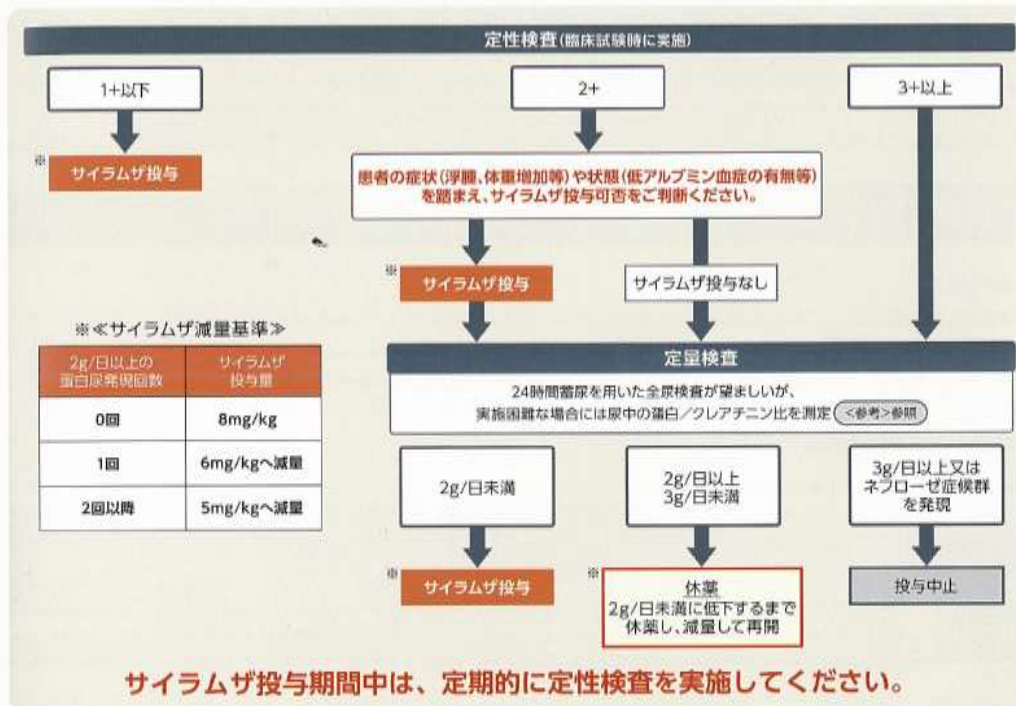 定性検査(臨床試験時に実施)
1+以下
2+
3+以上
※
サイラムザ投与
患者の症状(浮腫、体重増加等)や状態(低アルブミン血症の有無等)
を踏まえ、サイラムザ投与可否をご判断ください。
※
サイラムザ投与
サイラムザ投与なし
※≪サイラムザ減量基準≫
2g/日以上の
蛋白尿発現回数
サイラムザ
投与量
0回
8mg/kg
1回
6mg/kgへ減量
2回以降
5mg/kgへ減量
定量検査
24時間蓄尿を用いた全尿検査が望ましいが、
実施困難な場合には尿中の蛋白/クレアチニン比を測定 <参考>参照
2g/日未満
2g/日以上
3g/日未満
3g/日以上又は
ネフローゼ症候群
を発現
※
サイラムザ投与
※
休薬
2g/日未満に低下するまで
休薬し、減量して再開
投与中止
サイラムザ投与期間中は、定期的に定性検査を実施してください。